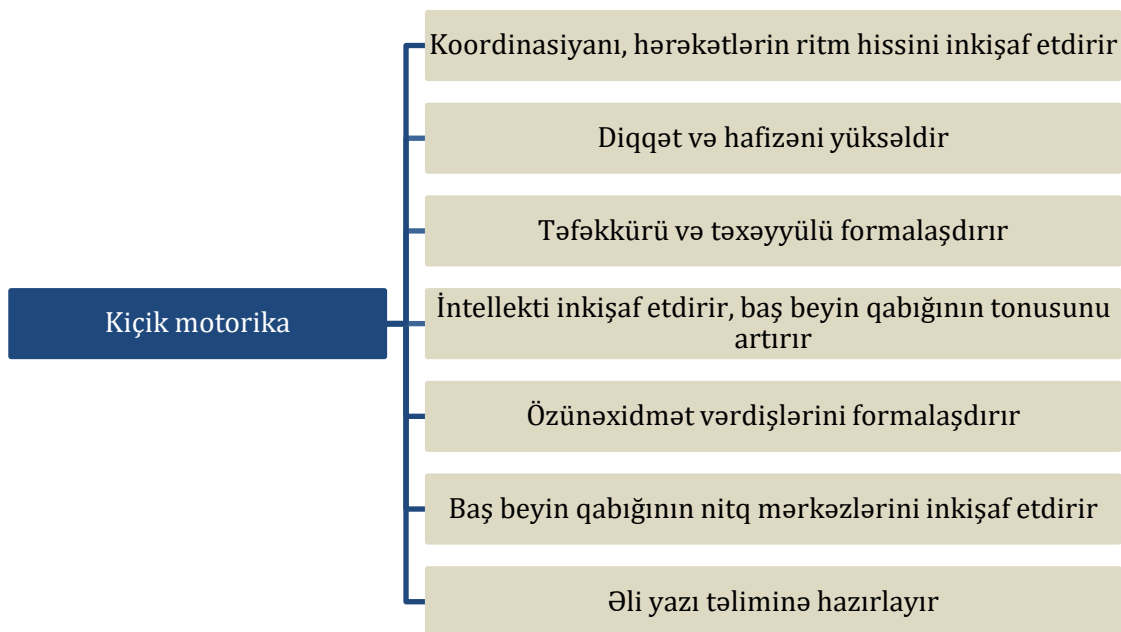 Koordinasiyanı, hərəkətlərin ritm hissini inkişaf etdirir
Diqqət və hafizəni yüksəldir
Təfəkkürü və təxəyyülü formalaşdırır
Kiçik motorika
İntellekti inkişaf etdirir, baş beyin qabığının tonusunu
artırır
Özünəxidmət vərdişlərini formalaşdırır
Baş beyin qabığının nitq mərkəzlərini inkişaf etdirir
Əli yazı təliminə hazırlayır